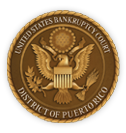 UNITED STATES BANKRUPTCY COURT
DISTRICT OF PUERTO RICO